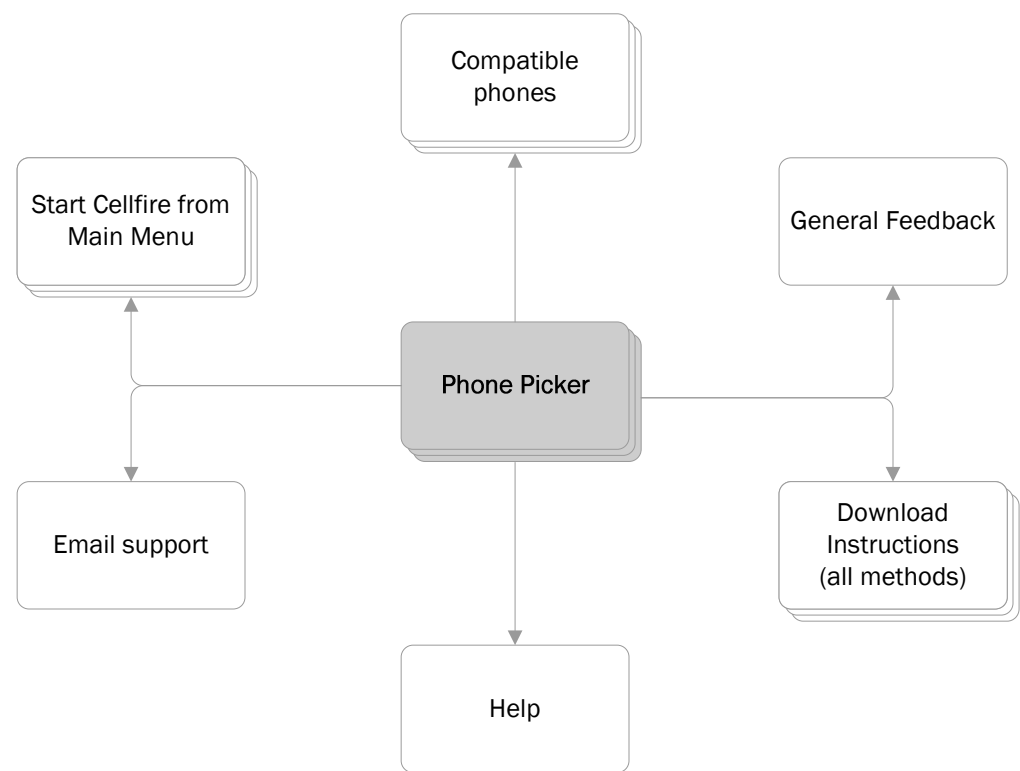 Compatible
phones
Start Cellfire from
Main Menu
General Feedback
Phone Picker
Email support
Download
Instructions
(all methods)
Help